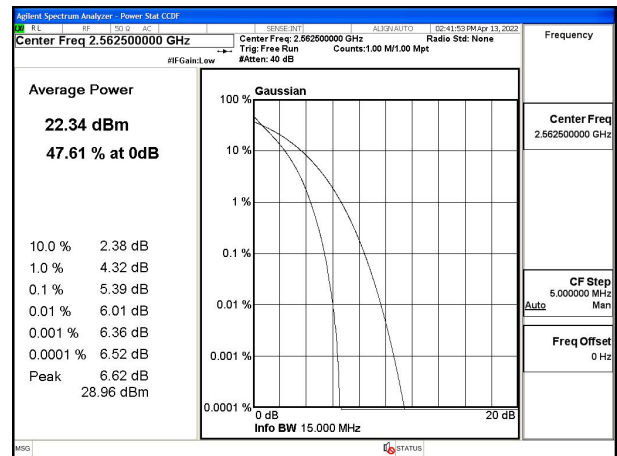 Agilent Spectrum Analyzer - Power Stat CCDF
RL RF 50 Ω AC SENSE:INT ALIGNAUTO 02:41:53 PM Apr 13, 2022
Center Freq 2.562500000 GHz
Center Freq: 2.562500000 GHz Radio Std: None
Trig: Free Run Counts:1.00 M/1.00 Mpt
#IFGain:Low #Atten: 40 dB
Frequency
Average Power
22.34 dBm
47.61 % at 0dB
10.0 % 2.38 dB
1.0 % 4.32 dB
0.1 % 5.39 dB
0.01 % 6.01 dB
0.001 % 6.36 dB
0.0001 % 6.52 dB
Peak 6.62 dB
28.96 dBm
Gaussian
100 %
10 %
1 %
0.1 %
0.01 %
0.001 %
0.0001 %
0 dB 20 dB
Info BW 15.000 MHz
Center Freq
2.562500000 GHz
CF Step
5.000000 MHz
Auto Man
Freq Offset
0 Hz
MSG STATUS